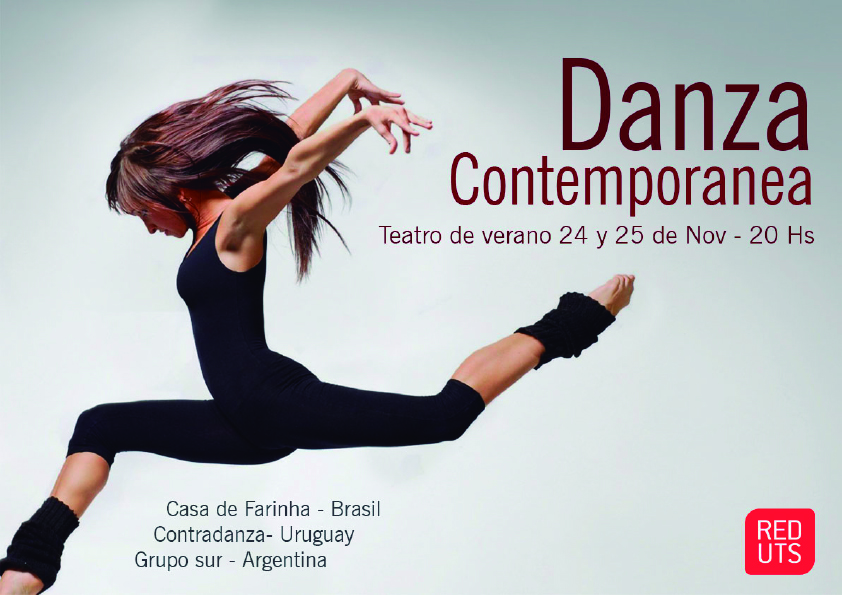 Danza
Contemporanea
Teatro de verano 24 y 25 de Nov - 20 Hs
Casa de Farinha - Brasil
Contradanza- Uruguay
Grupo sur - Argentina
RED
UTS